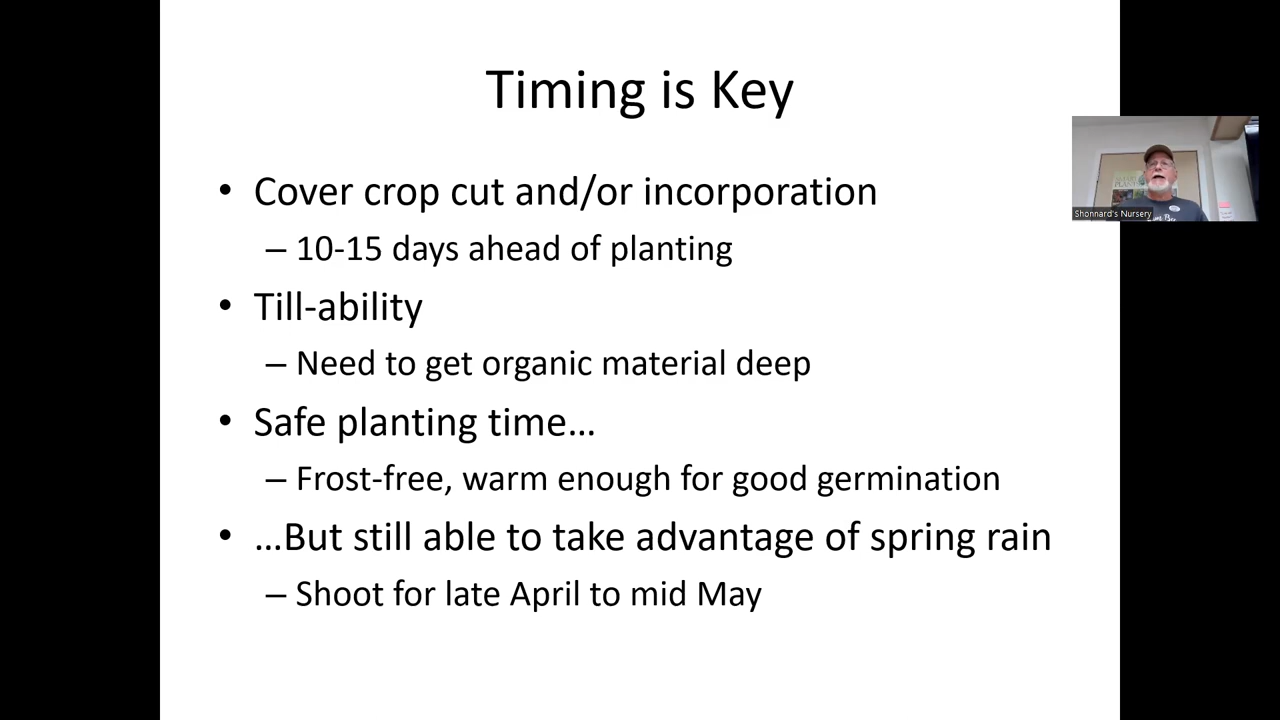 Timing is Key
• Cover crop cut and/or incorporation
– 10-15 days ahead of planting
• Till-ability
– Need to get organic material deep
• Safe planting time…
– Frost-free, warm enough for good germination
• …But still able to take advantage of spring rain
– Shoot for late April to mid May
Shonnard's Nursery